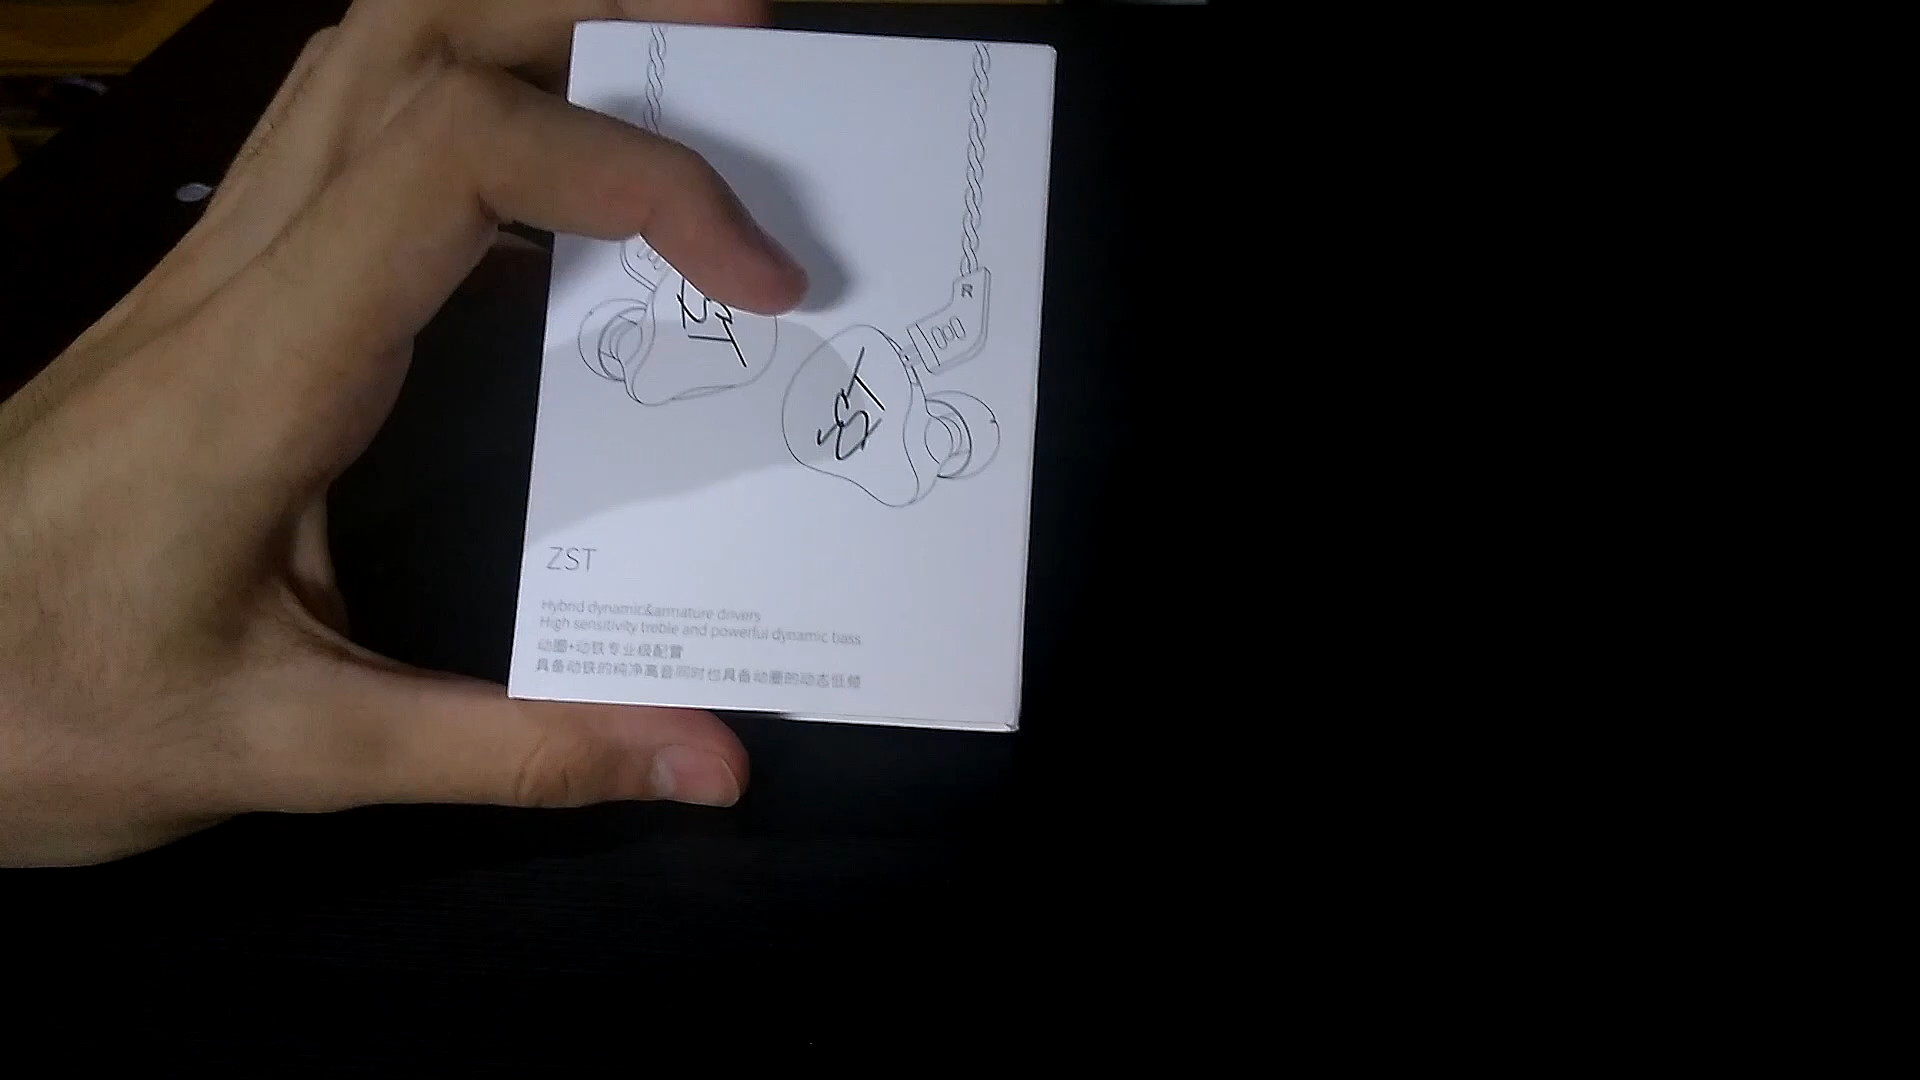 R
ZST
ZST
ZST
Hybrid dynamic&armature drivers
High sensitivity treble and powerful dynamic bass
动圈+动铁专业级配置
具备动铁的纯净高音同时也具备动圈的动态低频